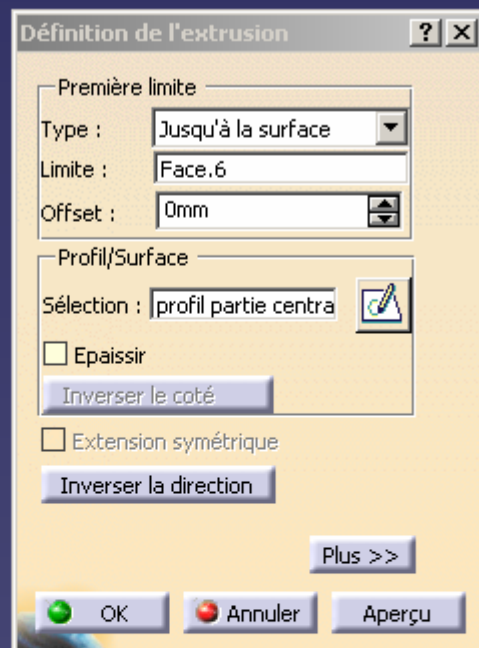 Définition de l'extrusion ? X
Première limite
Type : Jusqu'à la surface
Limite : Face.6
Offset : 0mm
Profil/Surface
Sélection : profil partie centra
Epaissir
Inverser le coté
Extension symétrique
Inverser la direction
Plus >>
OK Annuler Aperçu